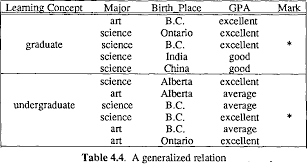 Learning Concept Major Birth_Place GPA Mark
art B.C. excellent
science Ontario excellent
graduate science B.C. excellent *
science India good
science China good
science Alberta excellent
art Alberta average
undergraduate science B.C. average
science B.C. excellent *
art B.C. average
art Ontario excellent
Table 4.4. A generalized relation